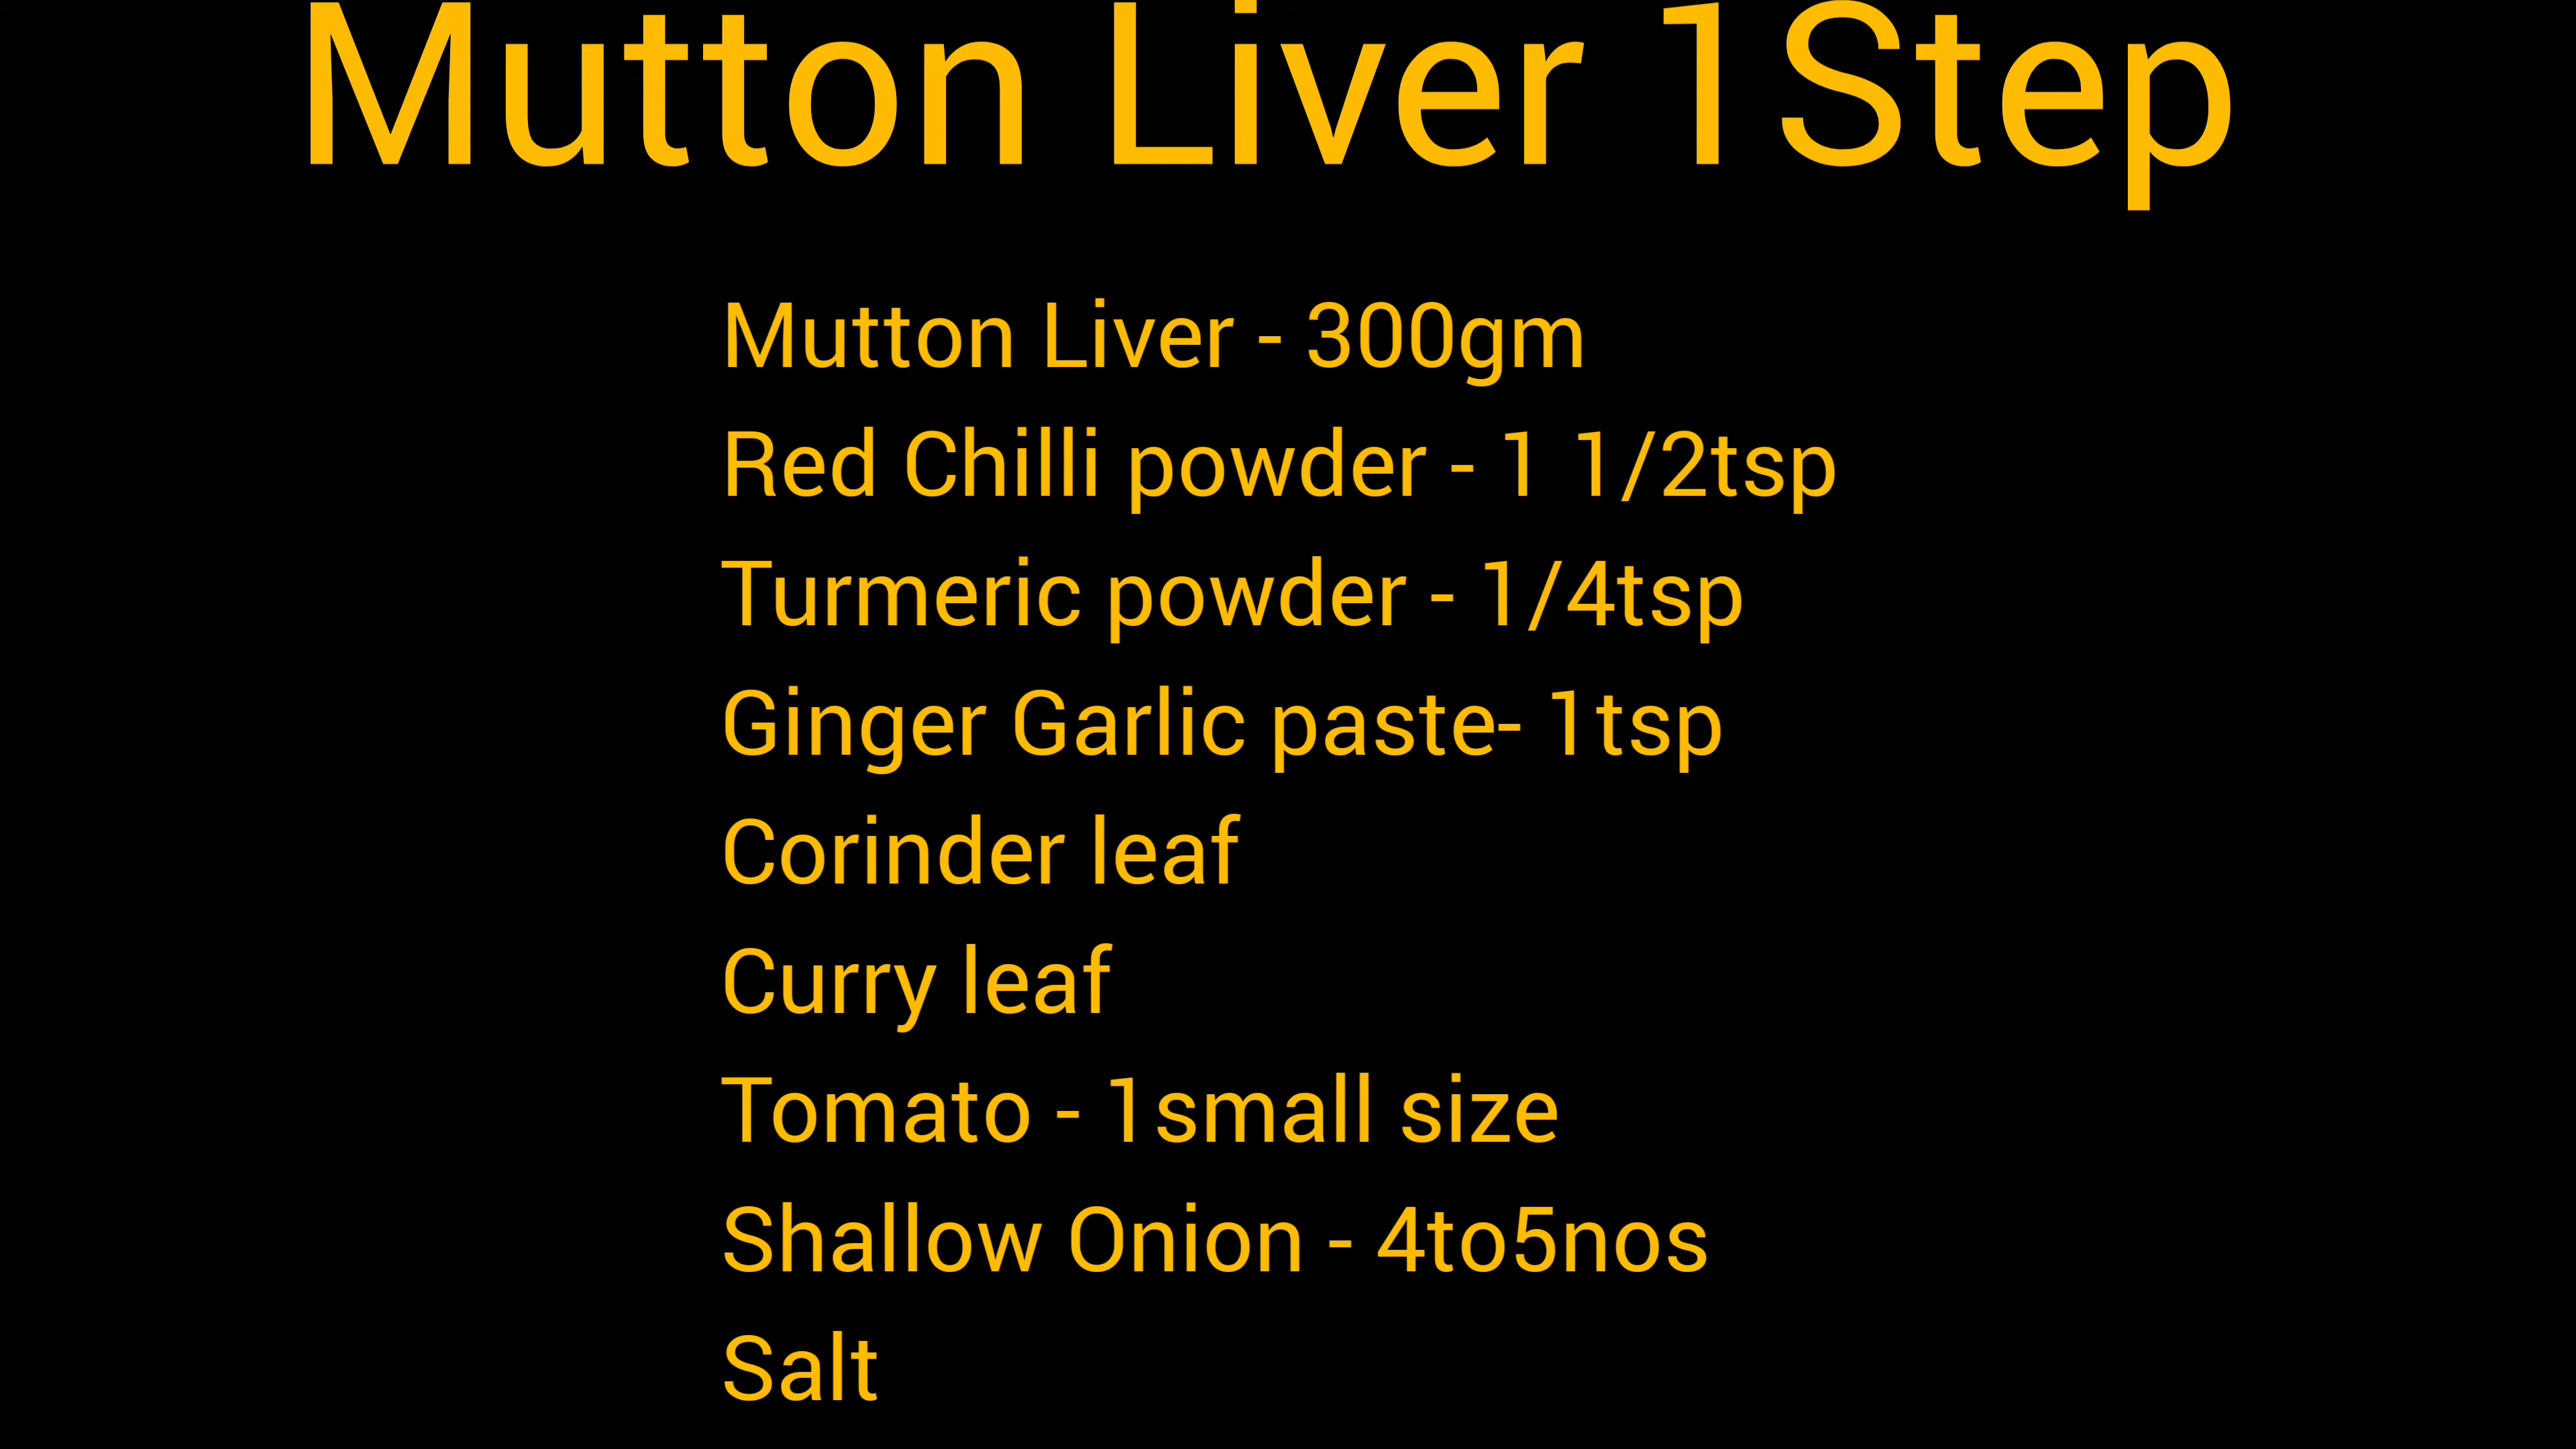 Mutton Liver 1Step
Mutton Liver - 300gm
Red Chilli powder - 1 1/2tsp
Turmeric powder - 1/4tsp
Ginger Garlic paste- 1tsp
Corinder leaf
Curry leaf
Tomato - 1small size
Shallow Onion - 4to5nos
Salt